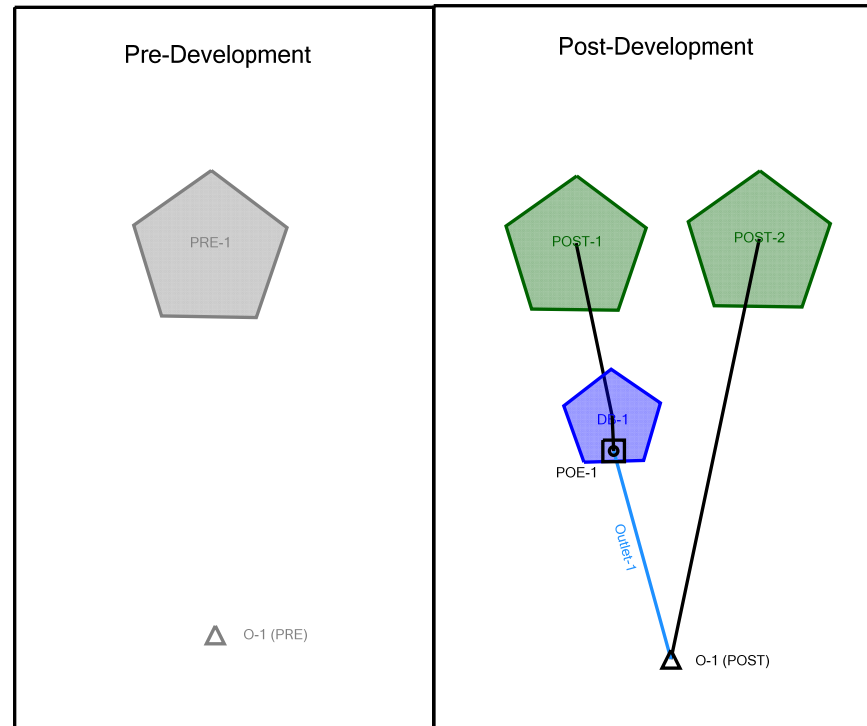 Pre-Development
PRE-1
O-1 (PRE)
Post-Development
POST-1
POST-2
DB-1
POE-1
Outlet-1
O-1 (POST)